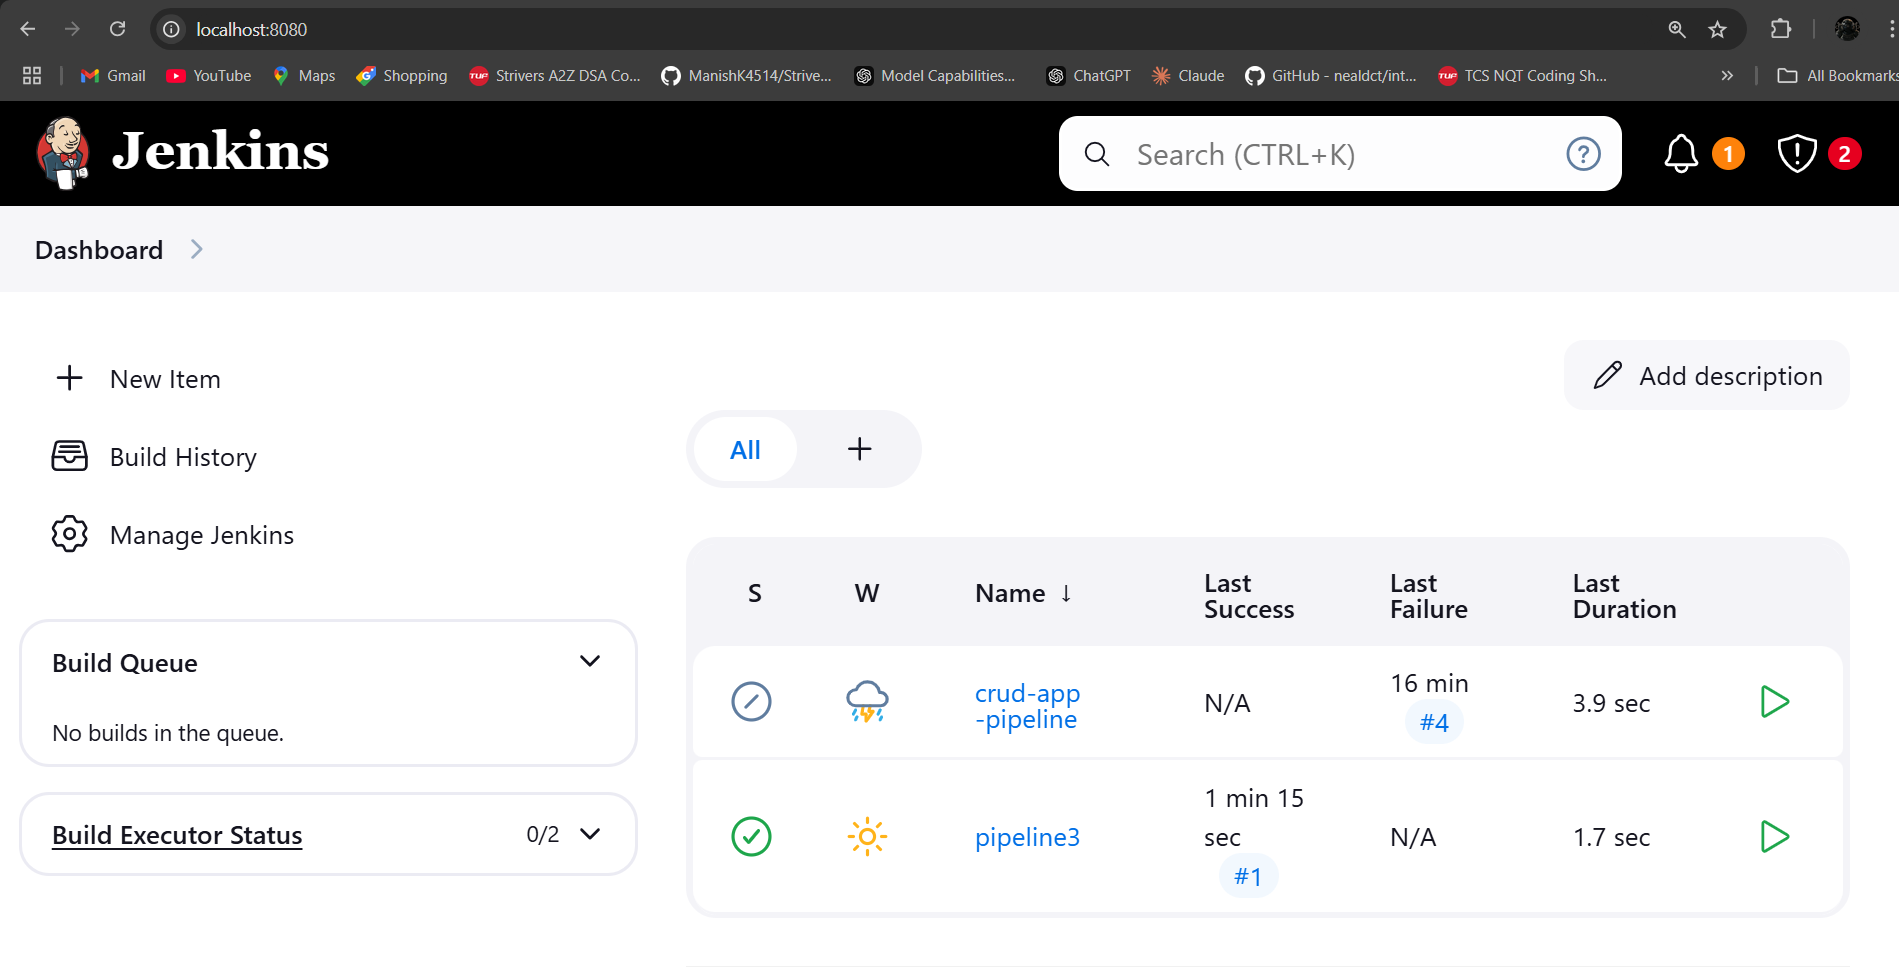 localhost:8080
Gmail
YouTube
Maps
Shopping
TUF
Strivers A2Z DSA Co...
ManishK4514/Strive...
Model Capabilities...
ChatGPT
Claude
GitHub - nealdct/int...
TUF
TCS NQT Coding Sh...
»
All Bookmarks
Jenkins
Search (CTRL+K)
?
1
2
Dashboard
New Item
Add description
Build History
All
+
Manage Jenkins
S
W
Name ↓
Last
Success
Last
Failure
Last
Duration
Build Queue
No builds in the queue.
crud-app
-pipeline
N/A
16 min
#4
3.9 sec
Build Executor Status
0/2
pipeline3
1 min 15
sec
#1
N/A
1.7 sec